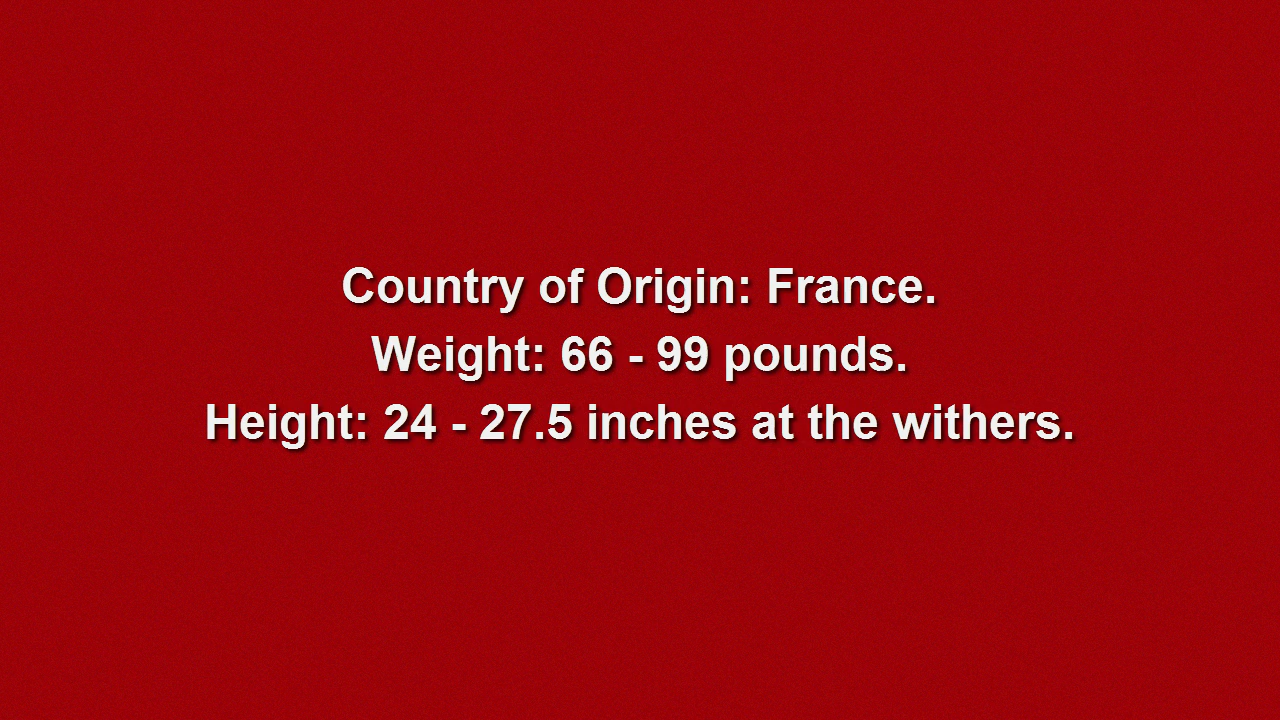 Country of Origin: France.
Weight: 66 - 99 pounds.
Height: 24 - 27.5 inches at the withers.